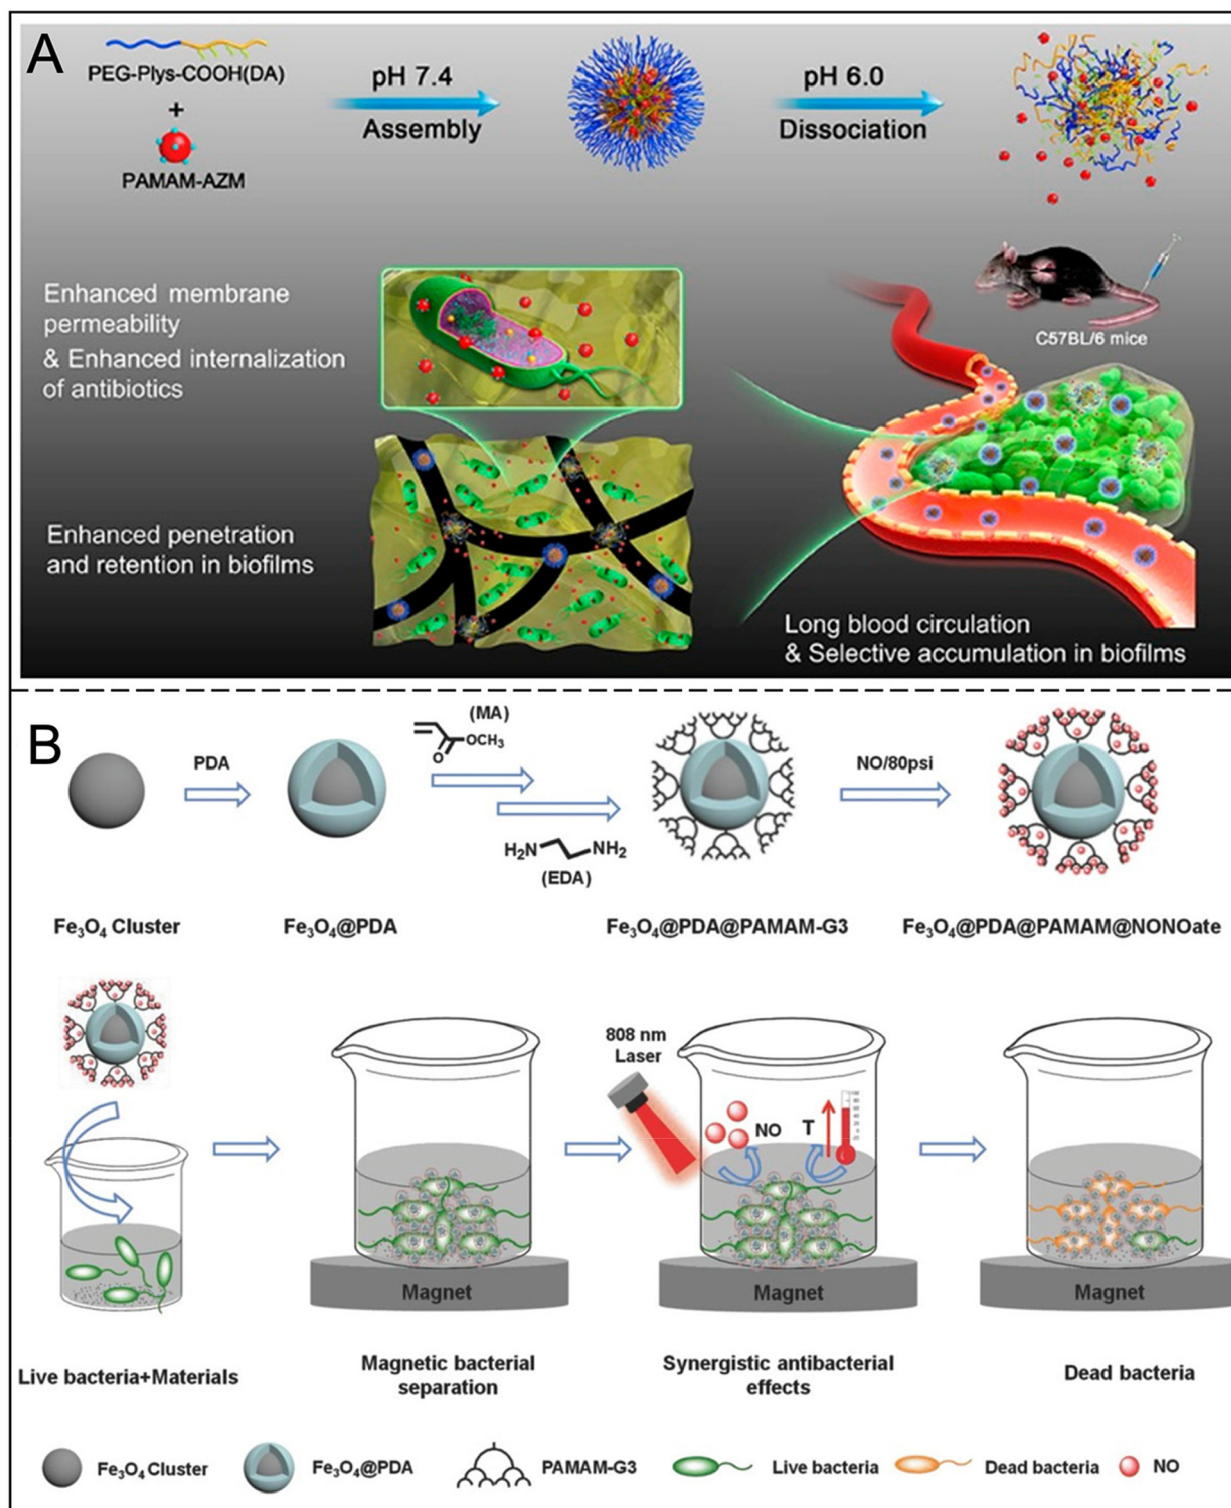 A
PEG-Plys-COOH(DA)
+
PAMAM-AZM
pH 7.4
Assembly
pH 6.0
Dissociation
Enhanced membrane
permeability
& Enhanced internalization
of antibiotics
C57BL/6 mice
Enhanced penetration
and retention in biofilms
Long blood circulation
& Selective accumulation in biofilms
B
PDA
(MA)
O
OCH3
H2N
NH2
(EDA)
NO/80psi
Fe3O4 Cluster
Fe3O4@PDA
Fe3O4@PDA@PAMAM-G3
Fe3O4@PDA@PAMAM@NONOate
808 nm
Laser
NO
T
Magnet
Magnet
Magnet
Live bacteria+Materials
Magnetic bacterial
separation
Synergistic antibacterial
effects
Dead bacteria
Fe3O4 Cluster
Fe3O4@PDA
PAMAM-G3
Live bacteria
Dead bacteria
NO